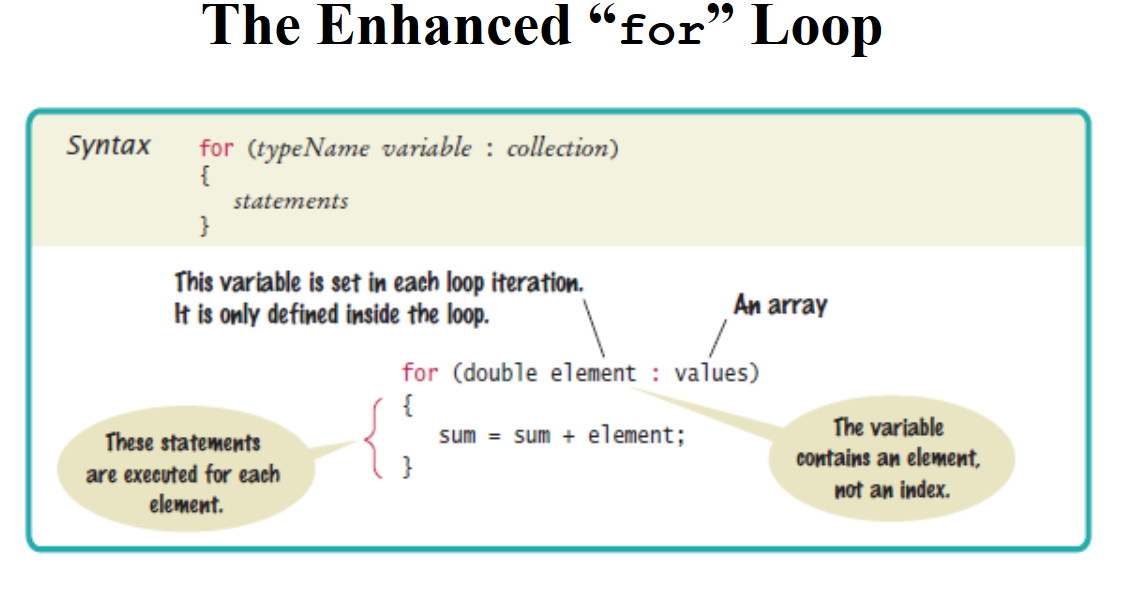 The Enhanced “for” Loop
Syntax
for (typeName variable : collection)
{
statements
}
This variable is set in each loop iteration.
It is only defined inside the loop.
An array
for (double element : values)
{
sum = sum + element;
}
These statements
are executed for each
element.
The variable
contains an element,
not an index.